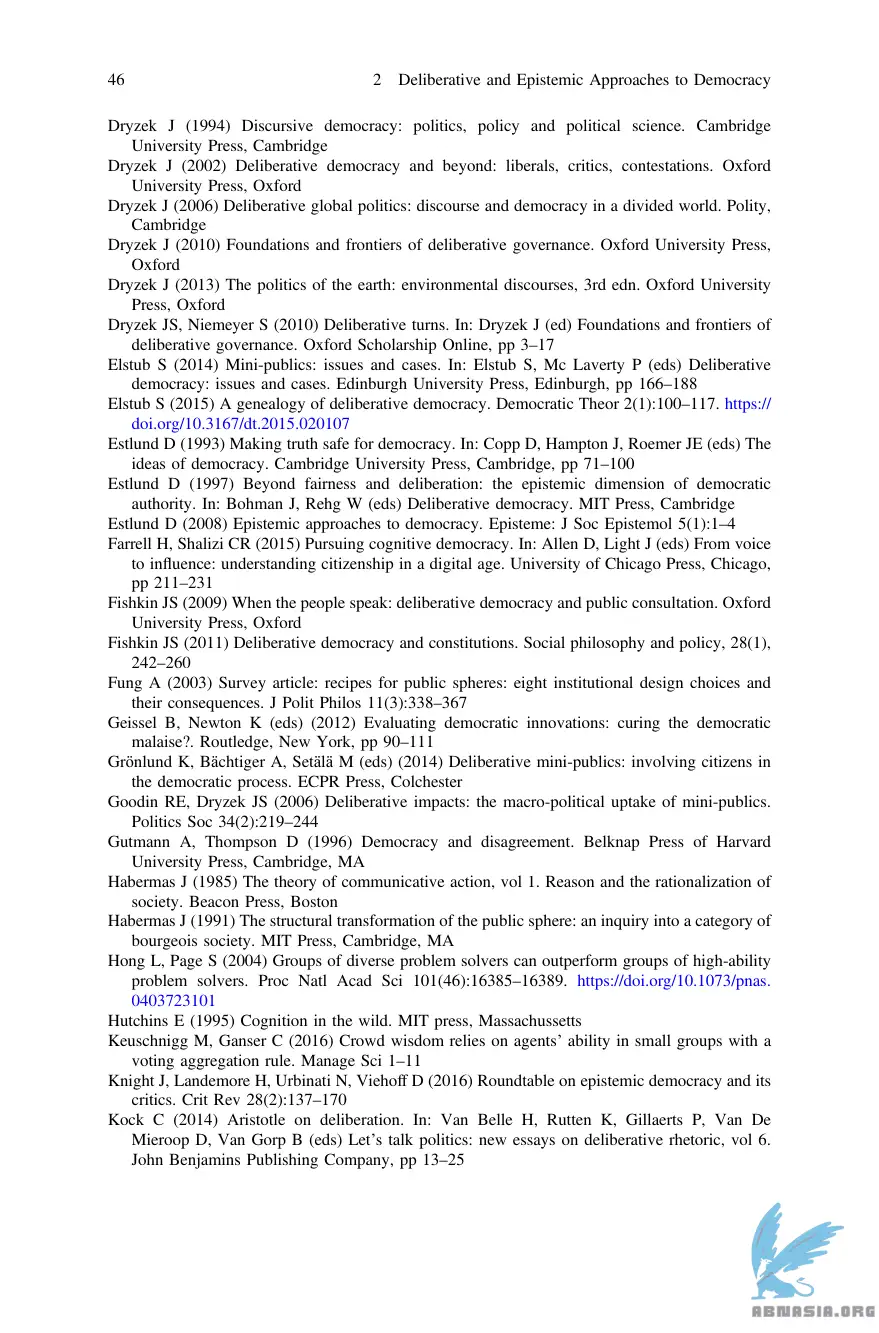 46 2 Deliberative and Epistemic Approaches to Democracy
Dryzek J (1994) Discursive democracy: politics, policy and political science. Cambridge
University Press, Cambridge
Dryzek J (2002) Deliberative democracy and beyond: liberals, critics, contestations. Oxford
University Press, Oxford
Dryzek J (2006) Deliberative global politics: discourse and democracy in a divided world. Polity,
Cambridge
Dryzek J (2010) Foundations and frontiers of deliberative governance. Oxford University Press,
Oxford
Dryzek J (2013) The politics of the earth: environmental discourses, 3rd edn. Oxford University
Press, Oxford
Dryzek JS, Niemeyer S (2010) Deliberative turns. In: Dryzek J (ed) Foundations and frontiers of
deliberative governance. Oxford Scholarship Online, pp 3–17
Elstub S (2014) Mini-publics: issues and cases. In: Elstub S, Mc Laverty P (eds) Deliberative
democracy: issues and cases. Edinburgh University Press, Edinburgh, pp 166–188
Elstub S (2015) A genealogy of deliberative democracy. Democratic Theor 2(1):100–117. https://
doi.org/10.3167/dt.2015.020107
Estlund D (1993) Making truth safe for democracy. In: Copp D, Hampton J, Roemer JE (eds) The
ideas of democracy. Cambridge University Press, Cambridge, pp 71–100
Estlund D (1997) Beyond fairness and deliberation: the epistemic dimension of democratic
authority. In: Bohman J, Rehg W (eds) Deliberative democracy. MIT Press, Cambridge
Estlund D (2008) Epistemic approaches to democracy. Episteme: J Soc Epistemol 5(1):1–4
Farrell H, Shalizi CR (2015) Pursuing cognitive democracy. In: Allen D, Light J (eds) From voice
to influence: understanding citizenship in a digital age. University of Chicago Press, Chicago,
pp 211–231
Fishkin JS (2009) When the people speak: deliberative democracy and public consultation. Oxford
University Press, Oxford
Fishkin JS (2011) Deliberative democracy and constitutions. Social philosophy and policy, 28(1),
242–260
Fung A (2003) Survey article: recipes for public spheres: eight institutional design choices and
their consequences. J Polit Philos 11(3):338–367
Geissel B, Newton K (eds) (2012) Evaluating democratic innovations: curing the democratic
malaise?. Routledge, New York, pp 90–111
Grönlund K, Bächtiger A, Setälä M (eds) (2014) Deliberative mini-publics: involving citizens in
the democratic process. ECPR Press, Colchester
Goodin RE, Dryzek JS (2006) Deliberative impacts: the macro-political uptake of mini-publics.
Politics Soc 34(2):219–244
Gutmann A, Thompson D (1996) Democracy and disagreement. Belknap Press of Harvard
University Press, Cambridge, MA
Habermas J (1985) The theory of communicative action, vol 1. Reason and the rationalization of
society. Beacon Press, Boston
Habermas J (1991) The structural transformation of the public sphere: an inquiry into a category of
bourgeois society. MIT Press, Cambridge, MA
Hong L, Page S (2004) Groups of diverse problem solvers can outperform groups of high-ability
problem solvers. Proc Natl Acad Sci 101(46):16385–16389. https://doi.org/10.1073/pnas.
0403723101
Hutchins E (1995) Cognition in the wild. MIT press, Massachussetts
Keuschnigg M, Ganser C (2016) Crowd wisdom relies on agents’ ability in small groups with a
voting aggregation rule. Manage Sci 1–11
Knight J, Landemore H, Urbinati N, Viehoff D (2016) Roundtable on epistemic democracy and its
critics. Crit Rev 28(2):137–170
Kock C (2014) Aristotle on deliberation. In: Van Belle H, Rutten K, Gillaerts P, Van De
Mieroop D, Van Gorp B (eds) Let’s talk politics: new essays on deliberative rhetoric, vol 6.
John Benjamins Publishing Company, pp 13–25
ABNASIA.ORG